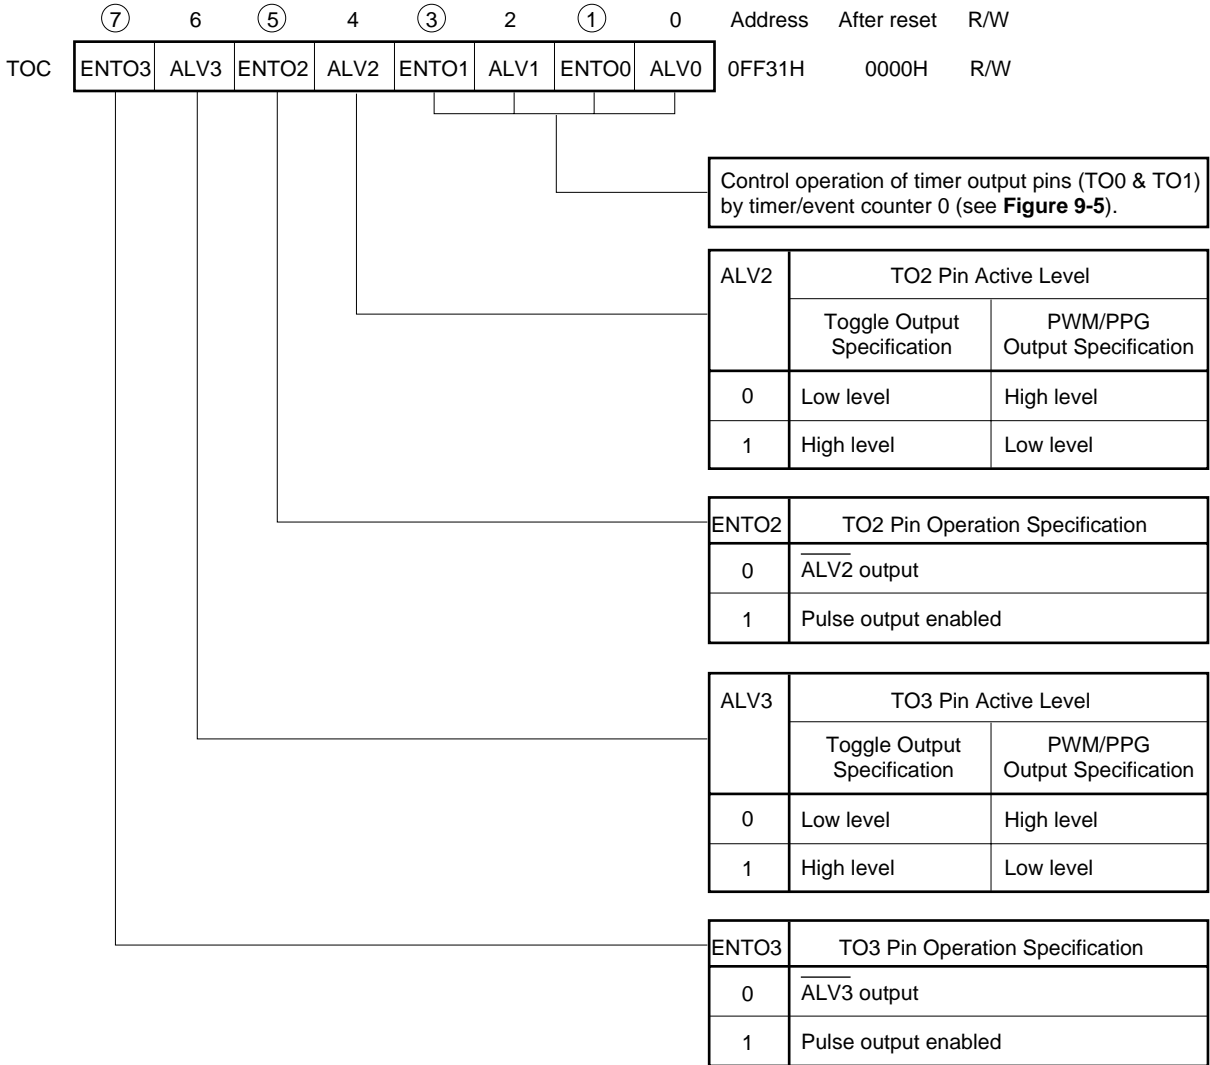 ⑦ 6 ⑤ 4 ③ 2 ① 0 Address After reset R/W
TOC ENTO3 ALV3 ENTO2 ALV2 ENTO1 ALV1 ENTO0 ALV0 0FF31H 0000H R/W
Control operation of timer output pins (TO0 & TO1)
by timer/event counter 0 (see Figure 9-5).
ALV2 TO2 Pin Active Level
Toggle Output PWM/PPG
Specification Output Specification
0 Low level High level
1 High level Low level
ENTO2 TO2 Pin Operation Specification
0 A̅L̅V̅2̅ output
1 Pulse output enabled
ALV3 TO3 Pin Active Level
Toggle Output PWM/PPG
Specification Output Specification
0 Low level High level
1 High level Low level
ENTO3 TO3 Pin Operation Specification
0 A̅L̅V̅3̅ output
1 Pulse output enabled